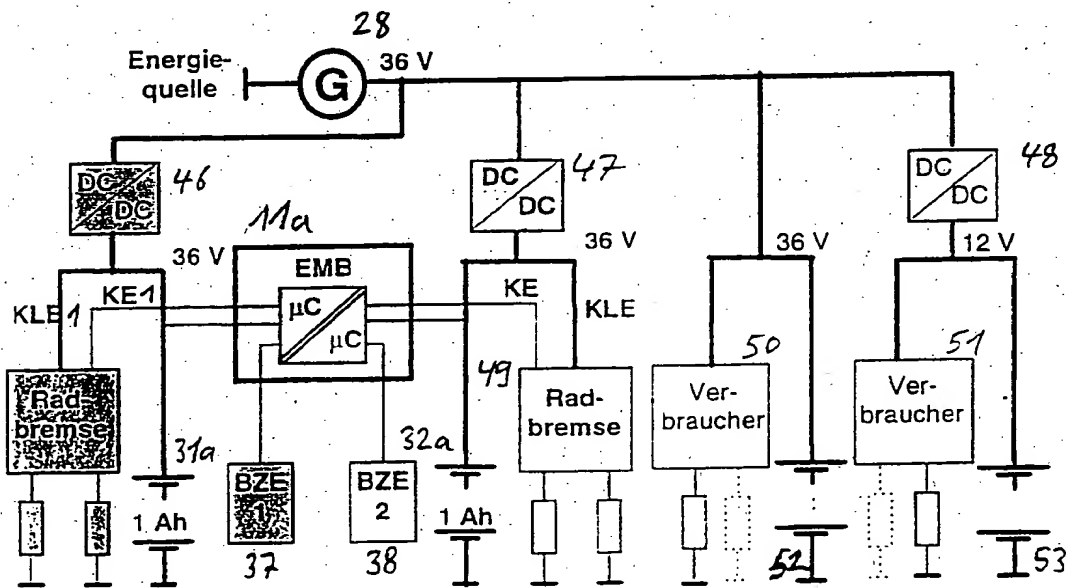 28
Energie-
quelle
G
36 V
DC
DC
46
DC
DC
47
DC
DC
48
11a
36 V
EMB
36 V
36 V
12 V
KLE1
KE1
µC
µC
KE
KLE
49
50
51
Rad-
bremse
Rad-
bremse
Ver-
braucher
Ver-
braucher
31a
32a
BZE
1
BZE
2
1 Ah
1 Ah
37
38
52
53